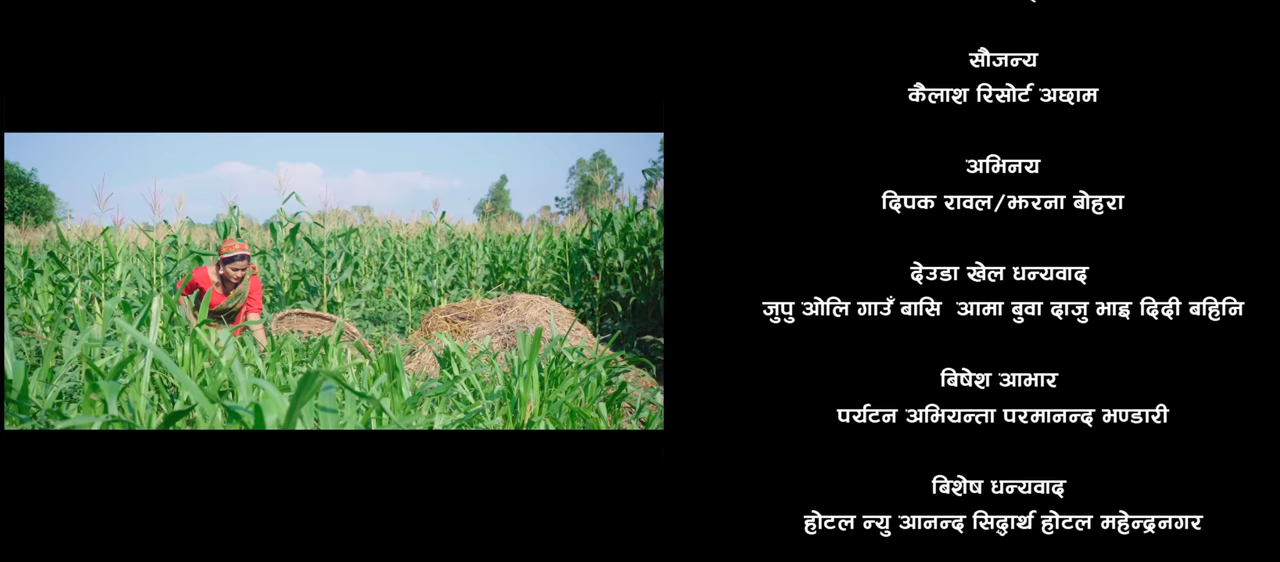 सौजन्य
कैलाश रिसोर्ट अछाम
अभिनय
दिपक रावल/झरना बोहरा
देउडा खेल धन्यवाद
जुपु ओलि गाउँ बासि आमा बुवा दाजु भाइ दिदी बहिनि
बिषेश आभार
पर्यटन अभियन्ता परमानन्द भण्डारी
बिशेष धन्यवाद
होटल न्यु आनन्द सिद्धार्थ होटल महेन्द्रनगर